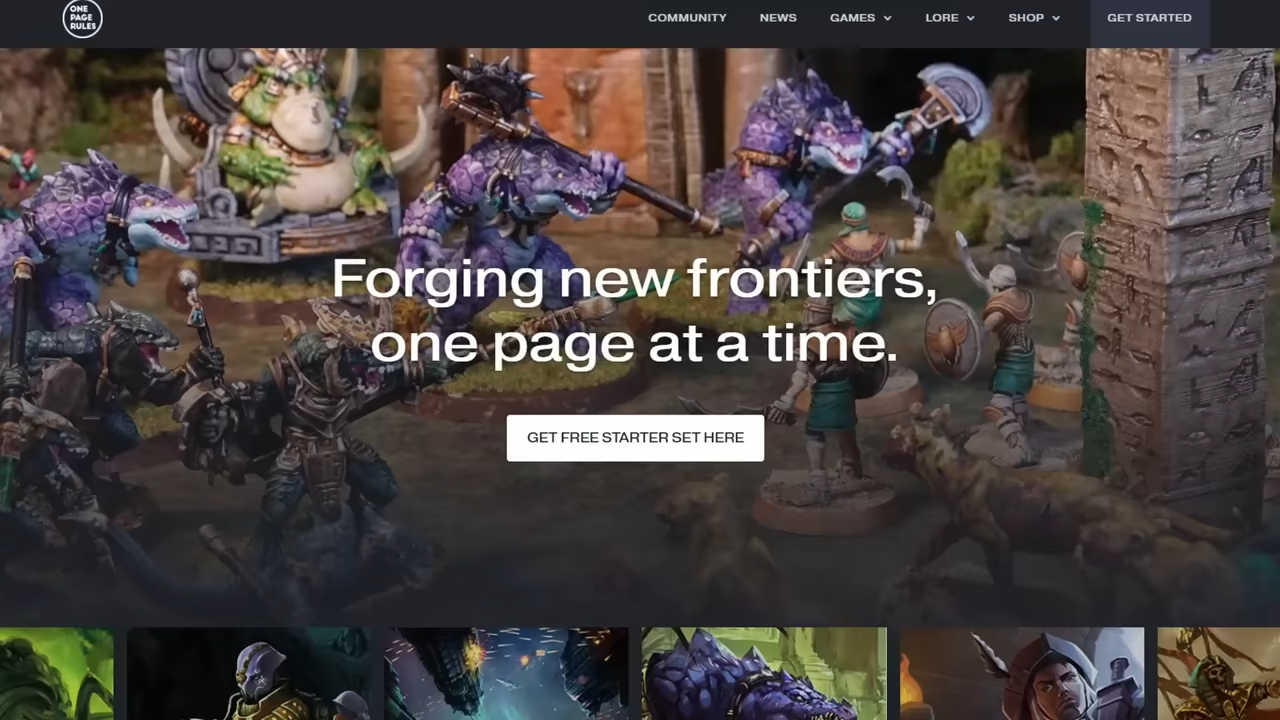 ONE
PAGE
RULES
COMMUNITY
NEWS
GAMES
LORE
SHOP
GET STARTED
Forging new frontiers,
one page at a time.
GET FREE STARTER SET HERE